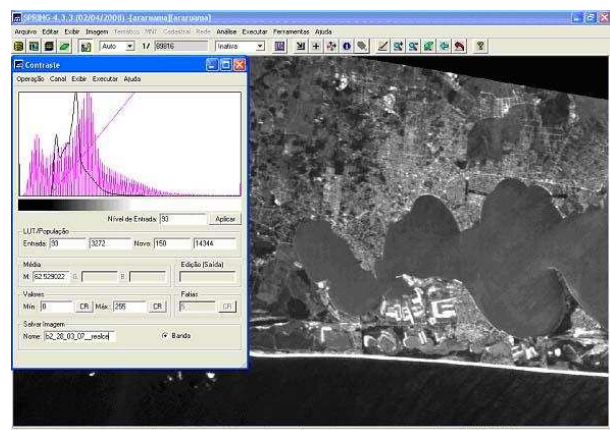 SPRING-4.3.3 (02/04/2008) -[araruama][araruama]
Arquivo Editar Exibir Imagem Temático MNT Cadastral Rede Análise Executar Ferramentas Ajuda
Auto 1/ 89816 Inativa
Contraste
Operação Canal Exibir Executar Ajuda
Nível de Entrada: 93 Aplicar
LUT/População
Entrada: 93 3272 Novo: 150 14344
Média Edição (Saída)
M: 62.529022 G: B:
Valores Fatias
Mín.: 0 CR Máx.: 255 CR 5 CR
Salvar Imagem
Nome: b2_28_03_07__realce Banda